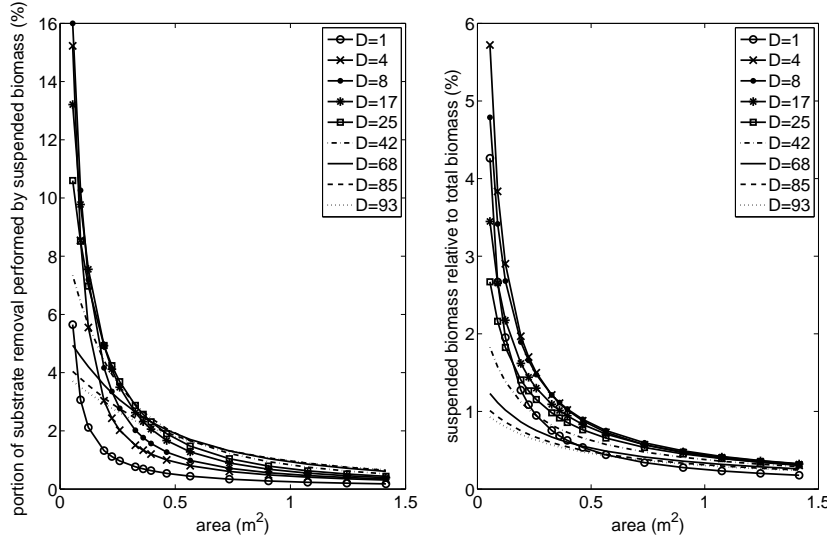 portion of substrate removal performed by suspended biomass (%)
16
14
12
10
8
6
4
2
0
0
0.5
1
1.5
area (m²)
D=1
D=4
D=8
D=17
D=25
D=42
D=68
D=85
D=93
suspended biomass relative to total biomass (%)
6
5
4
3
2
1
0
0
0.5
1
1.5
area (m²)
D=1
D=4
D=8
D=17
D=25
D=42
D=68
D=85
D=93